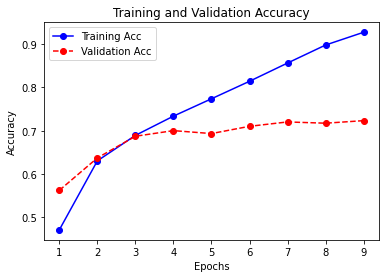 Training and Validation Accuracy
Training Acc
Validation Acc
Accuracy
0.9
0.8
0.7
0.6
0.5
1 2 3 4 5 6 7 8 9
Epochs